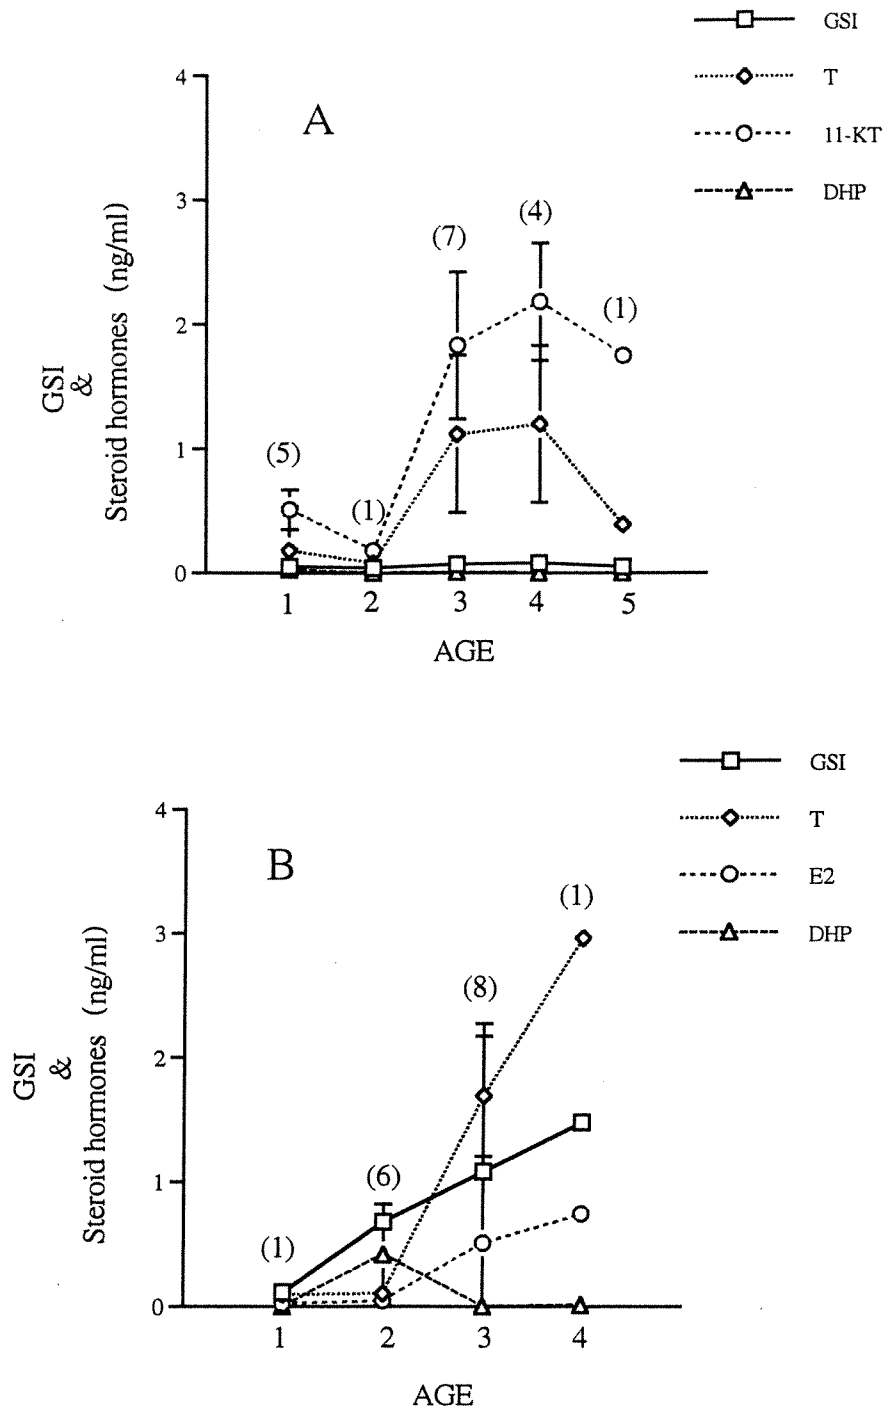 GSI
T
11-KT
DHP
A
4
3
2
1
0
(5)
(1)
(7)
(4)
(1)
1 2 3 4 5
AGE
GSI
&
Steroid hormones (ng/ml)
GSI
T
E2
DHP
B
4
3
2
1
0
(1)
(6)
(8)
(1)
1 2 3 4
AGE
GSI
&
Steroid hormones (ng/ml)